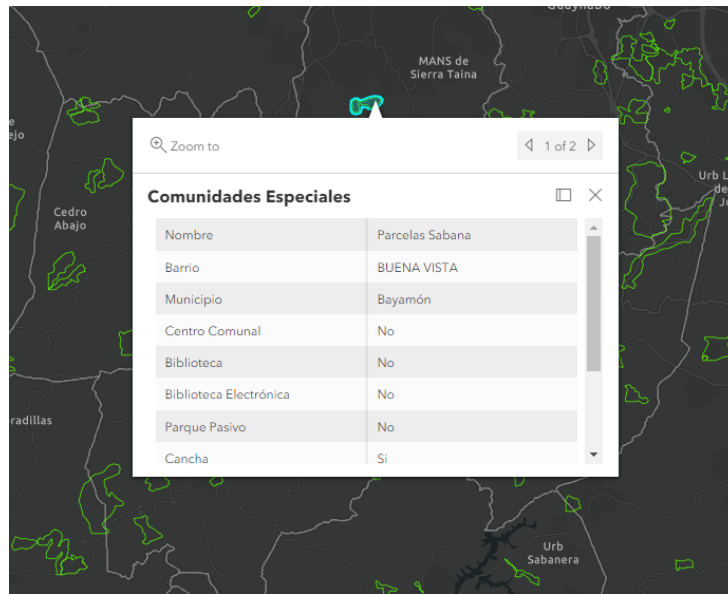 Guaynabo
MANS de
Sierra Taina
ejo
Cedro
Abajo
Urb L
de
Ju
Zoom to
1 of 2
Comunidades Especiales
Nombre Parcelas Sabana
Barrio BUENA VISTA
Municipio Bayamón
Centro Comunal No
Biblioteca No
Biblioteca Electrónica No
Parque Pasivo No
Cancha Si
radillas
Urb
Sabanera